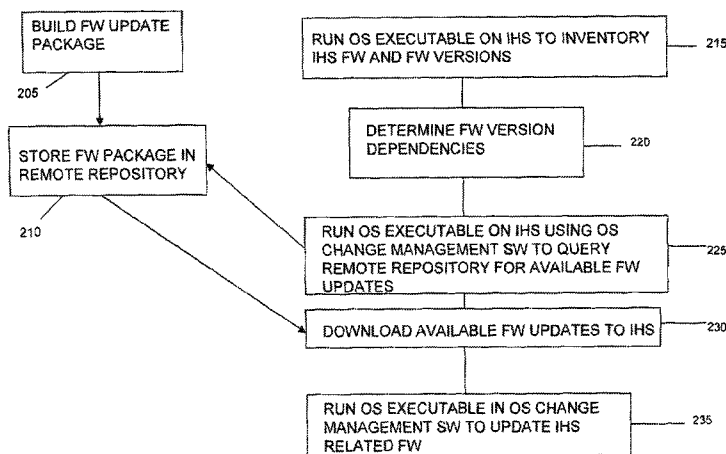 BUILD FW UPDATE
PACKAGE
205
STORE FW PACKAGE IN
REMOTE REPOSITORY
210
RUN OS EXECUTABLE ON IHS TO INVENTORY
IHS FW AND FW VERSIONS
215
DETERMINE FW VERSION
DEPENDENCIES
220
RUN OS EXECUTABLE ON IHS USING OS
CHANGE MANAGEMENT SW TO QUERY
REMOTE REPOSITORY FOR AVAILABLE FW
UPDATES
225
DOWNLOAD AVAILABLE FW UPDATES TO IHS
230
RUN OS EXECUTABLE IN OS CHANGE
MANAGEMENT SW TO UPDATE IHS
RELATED FW
235